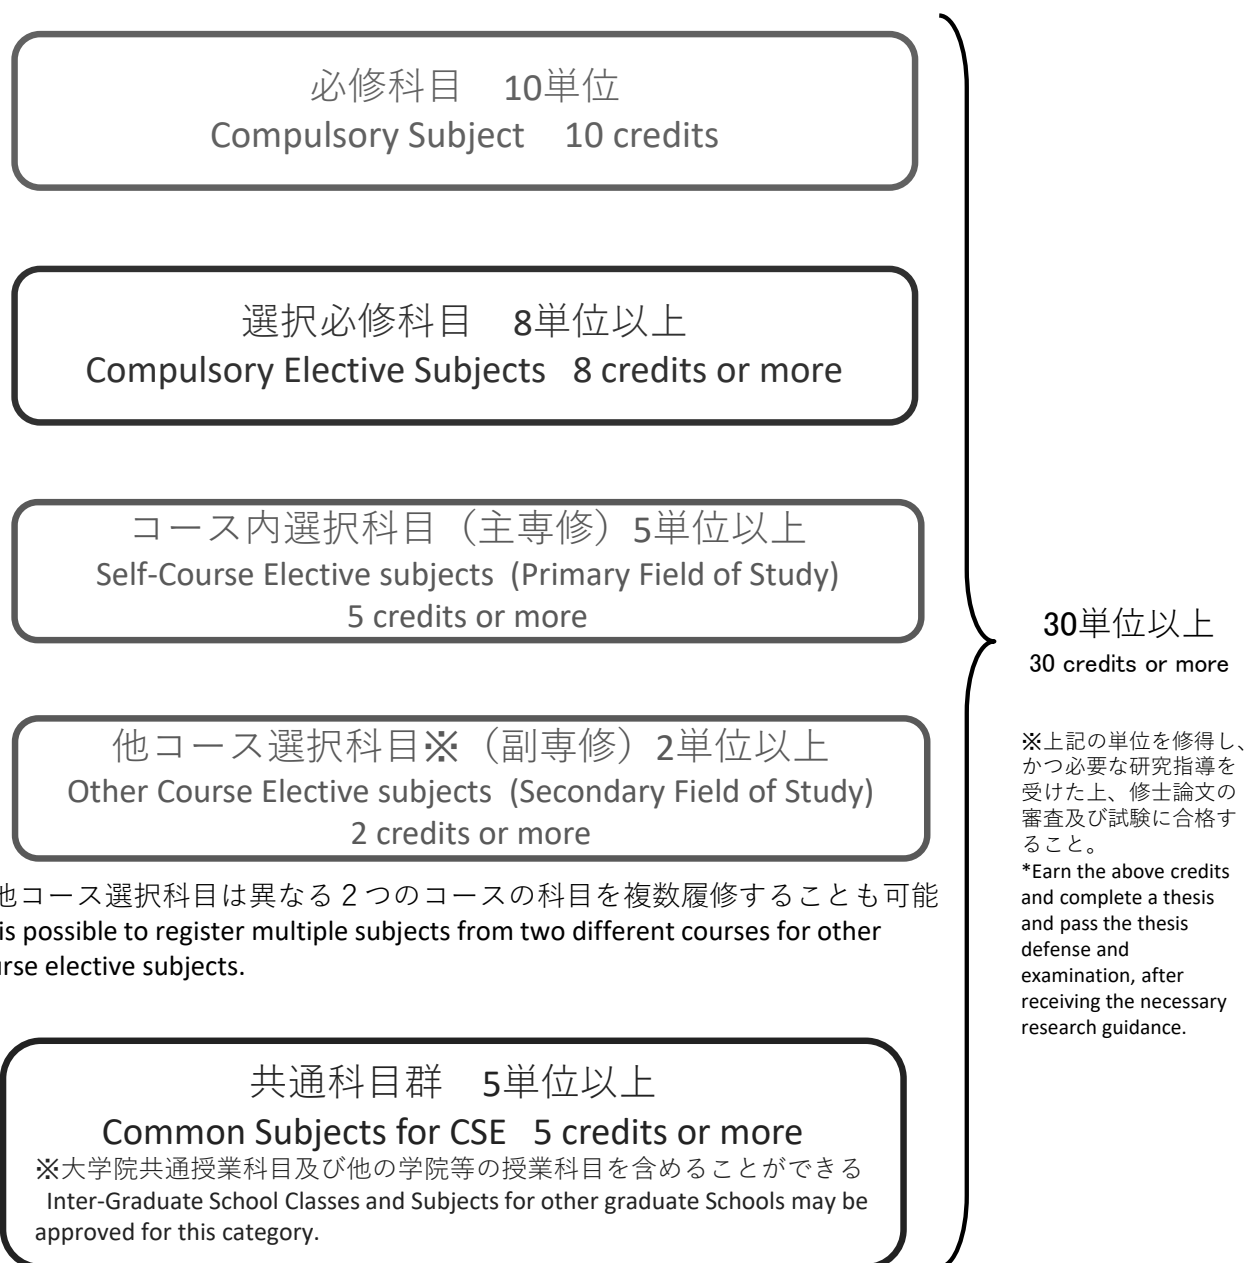 必修科目　10単位
Compulsory Subject　10 credits
選択必修科目　8単位以上
Compulsory Elective Subjects　8 credits or more
コース内選択科目（主専修）5単位以上
Self-Course Elective subjects (Primary Field of Study)
5 credits or more
他コース選択科目※（副専修）2単位以上
Other Course Elective subjects (Secondary Field of Study)
2 credits or more
他コース選択科目は異なる２つのコースの科目を複数履修することも可能
is possible to register multiple subjects from two different courses for other
elective subjects.
共通科目群　5単位以上
Common Subjects for CSE　5 credits or more
※大学院共通授業科目及び他の学院等の授業科目を含めることができる
Inter-Graduate School Classes and Subjects for other graduate Schools may be
approved for this category.
30単位以上
30 credits or more
※上記の単位を修得し、
かつ必要な研究指導を
受けた上、修士論文の
審査及び試験に合格す
ること。
*Earn the above credits
and complete a thesis
and pass the thesis
defense and
examination, after
receiving the necessary
research guidance.